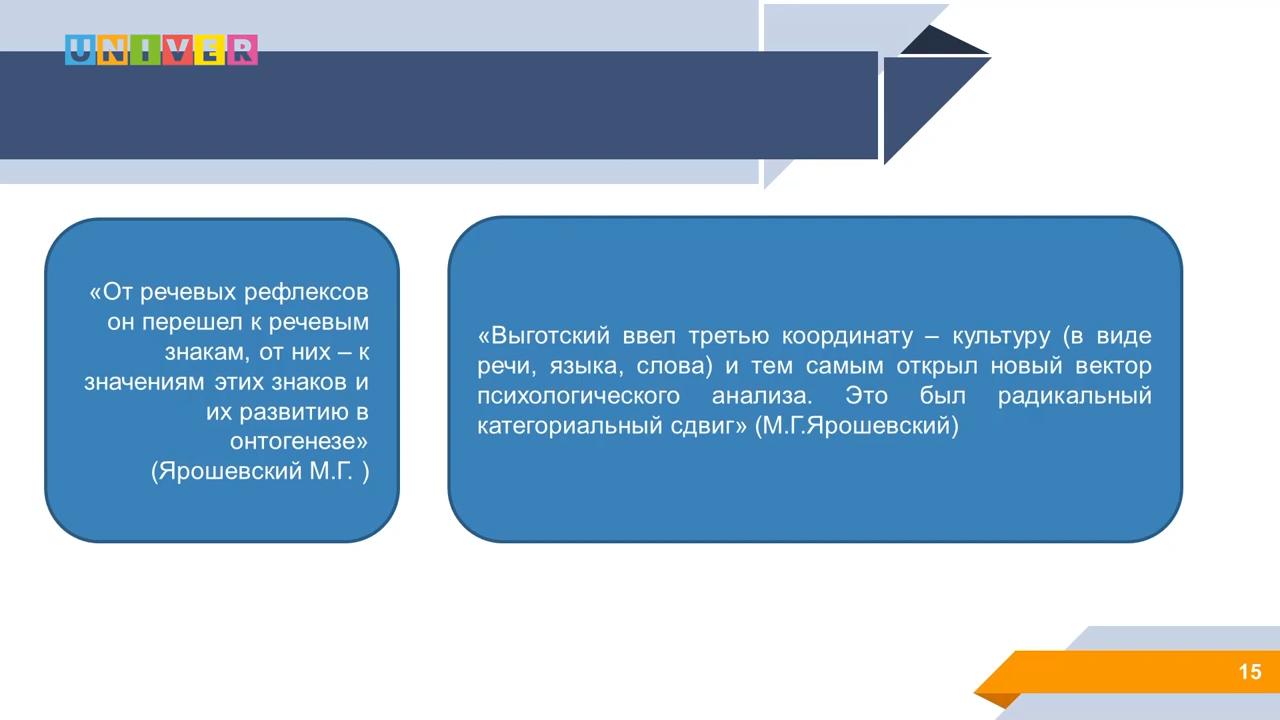 UNIVER
«От речевых рефлексов
он перешел к речевым
знакам, от них – к
значениям этих знаков и
их развитию в
онтогенезе»
(Ярошевский М.Г. )
«Выготский ввел третью координату – культуру (в виде
речи, языка, слова) и тем самым открыл новый вектор
психологического анализа. Это был радикальный
категориальный сдвиг» (М.Г.Ярошевский)
15